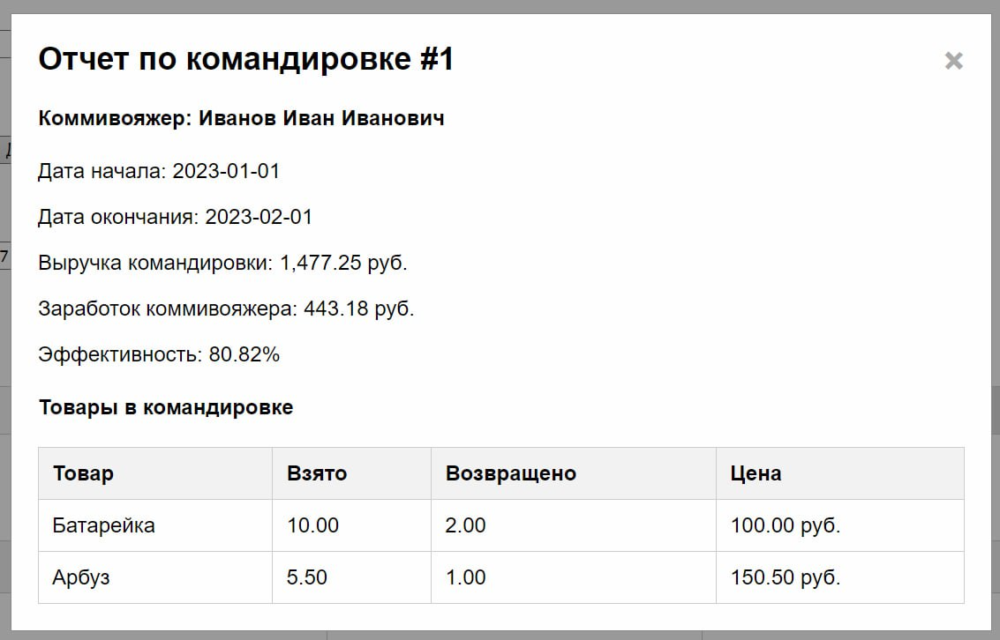 Отчет по командировке #1
×
Коммивояжер: Иванов Иван Иванович
Дата начала: 2023-01-01
Дата окончания: 2023-02-01
Выручка командировки: 1,477.25 руб.
Заработок коммивояжера: 443.18 руб.
Эффективность: 80.82%
Товары в командировке
Товар Взято Возвращено Цена
Батарейка 10.00 2.00 100.00 руб.
Арбуз 5.50 1.00 150.50 руб.
7